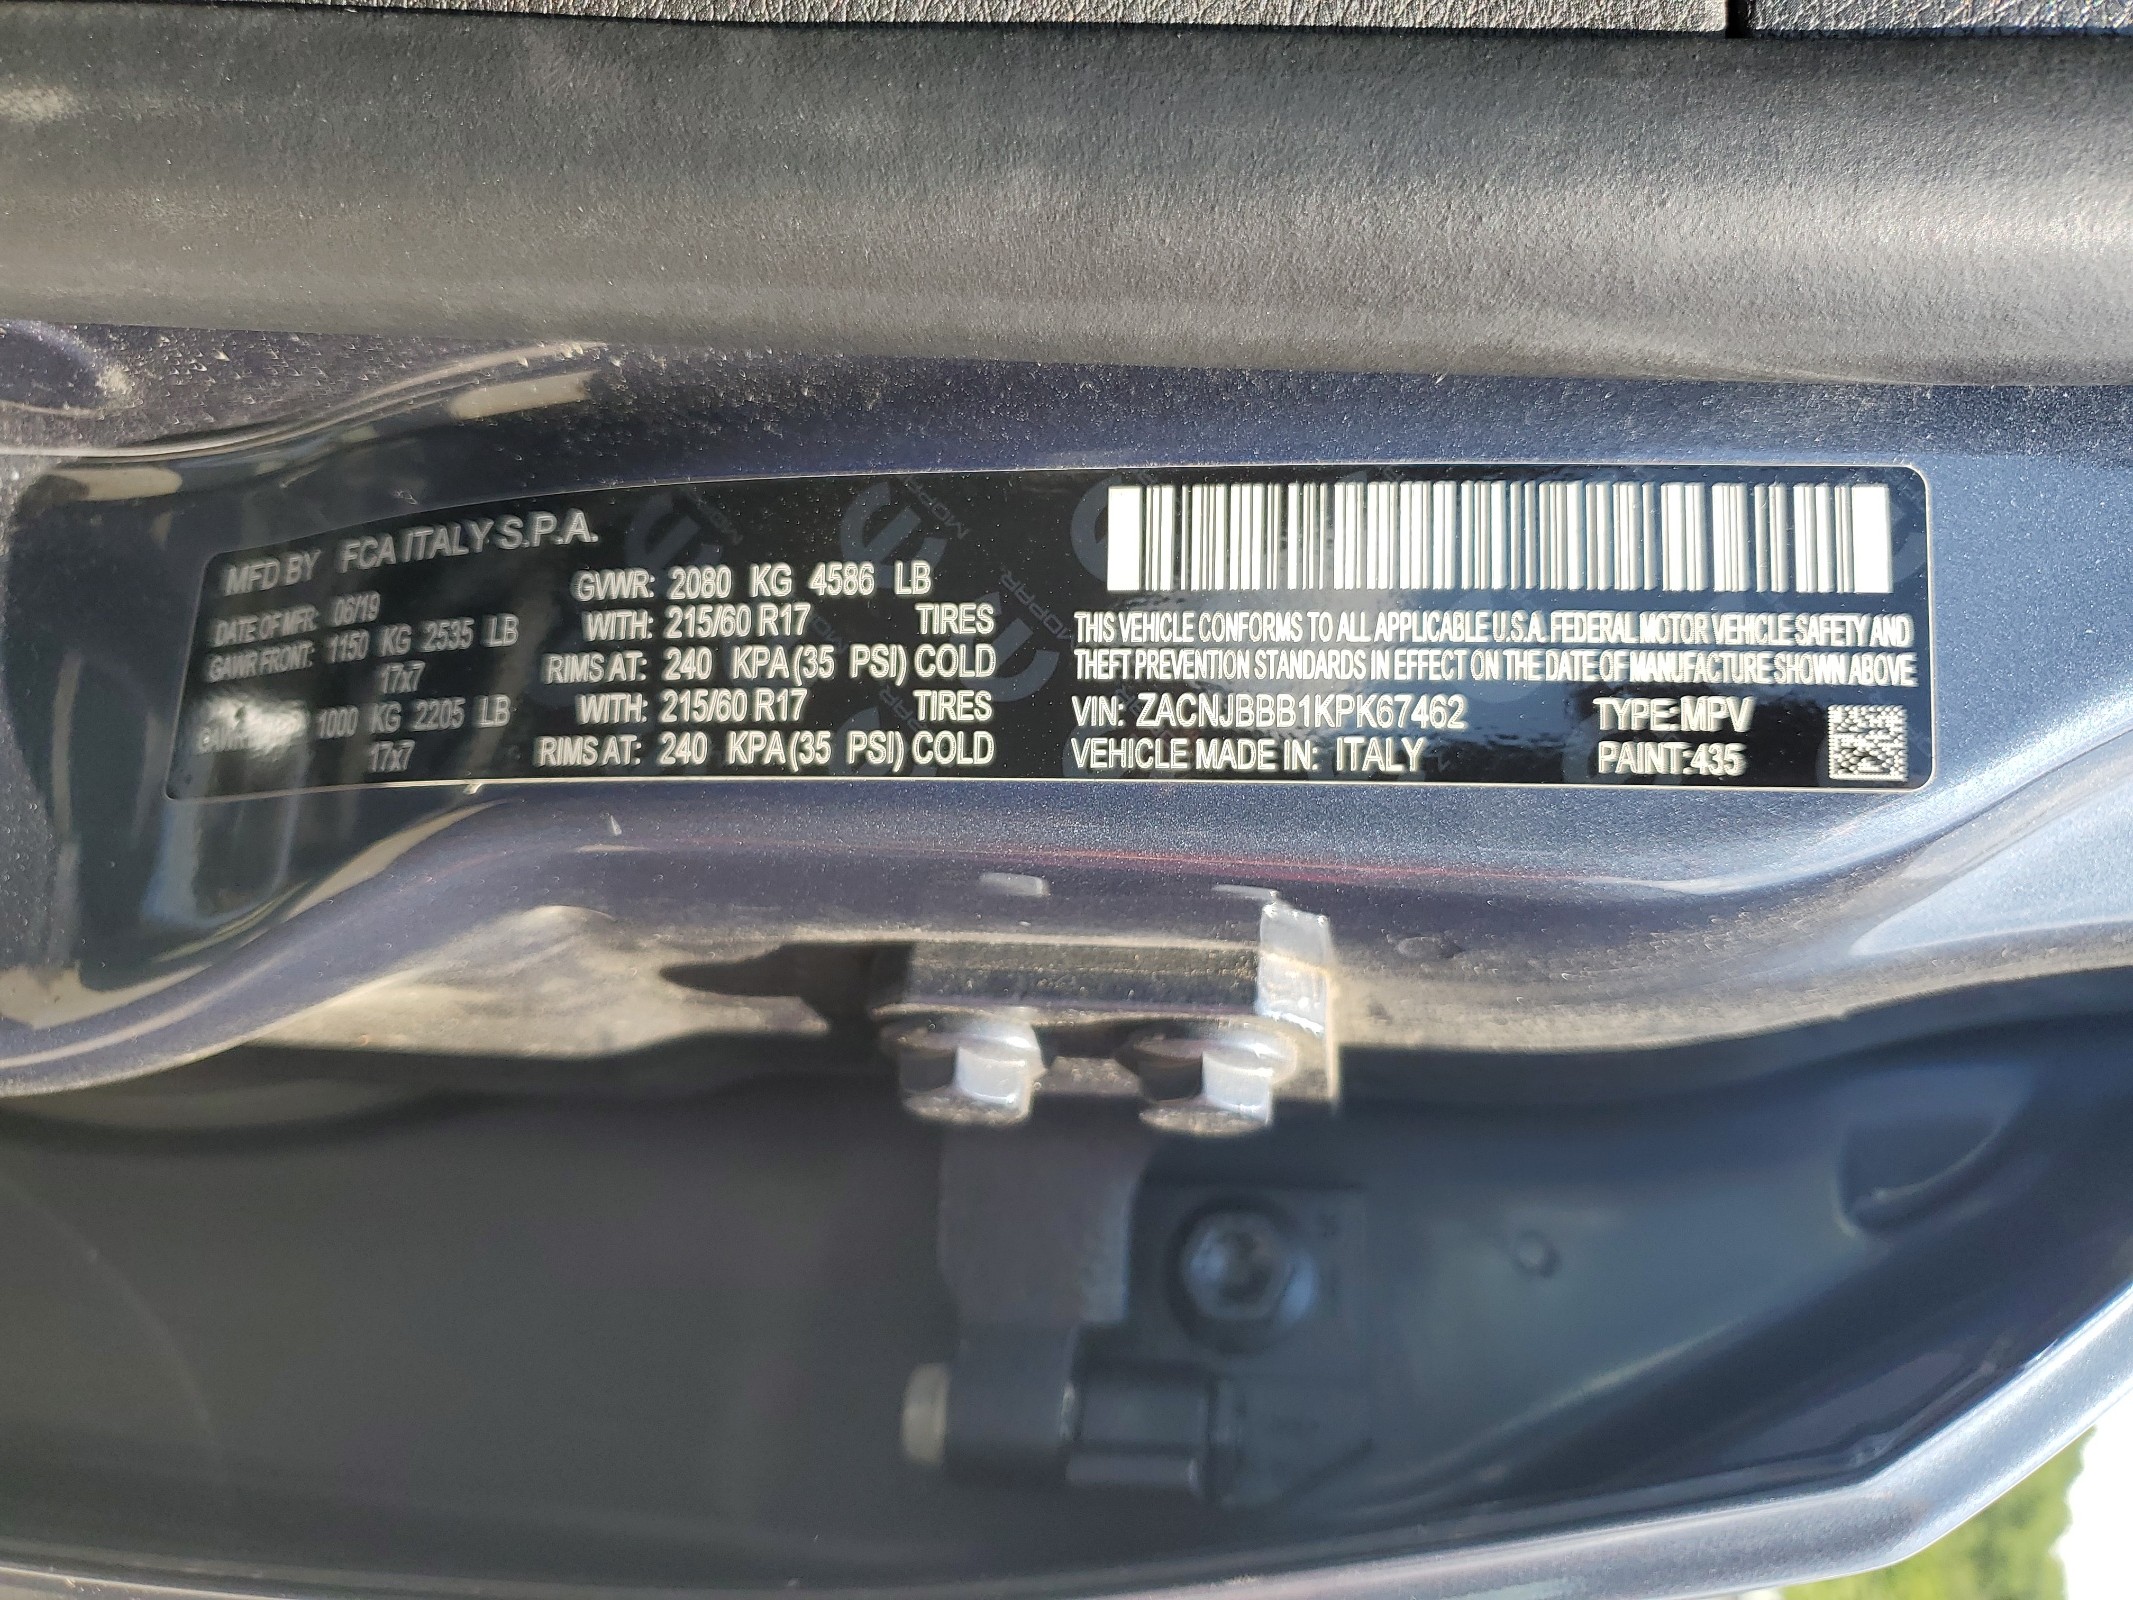 MFD BY FCA ITALY S.P.A.
DATE OF MFR: 06/19 GVWR: 2080 KG 4586 LB
GAWR FRONT: 1150 KG 2535 LB WITH: 215/60 R17 TIRES
17x7 RIMS AT: 240 KPA (35 PSI) COLD
GAWR 1000 KG 2205 LB WITH: 215/60 R17 TIRES
17x7 RIMS AT: 240 KPA (35 PSI) COLD
THIS VEHICLE CONFORMS TO ALL APPLICABLE U.S.A. FEDERAL MOTOR VEHICLE SAFETY AND
THEFT PREVENTION STANDARDS IN EFFECT ON THE DATE OF MANUFACTURE SHOWN ABOVE
VIN: ZACNJBBB1KPK67462 TYPE: MPV
VEHICLE MADE IN: ITALY PAINT: 435
MOPAR
MOPAR
MOPAR